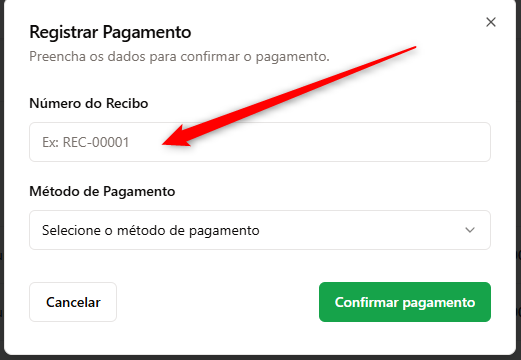 Registrar Pagamento
Preencha os dados para confirmar o pagamento.
Número do Recibo
Ex: REC-00001
Método de Pagamento
Selecione o método de pagamento
Cancelar
Confirmar pagamento